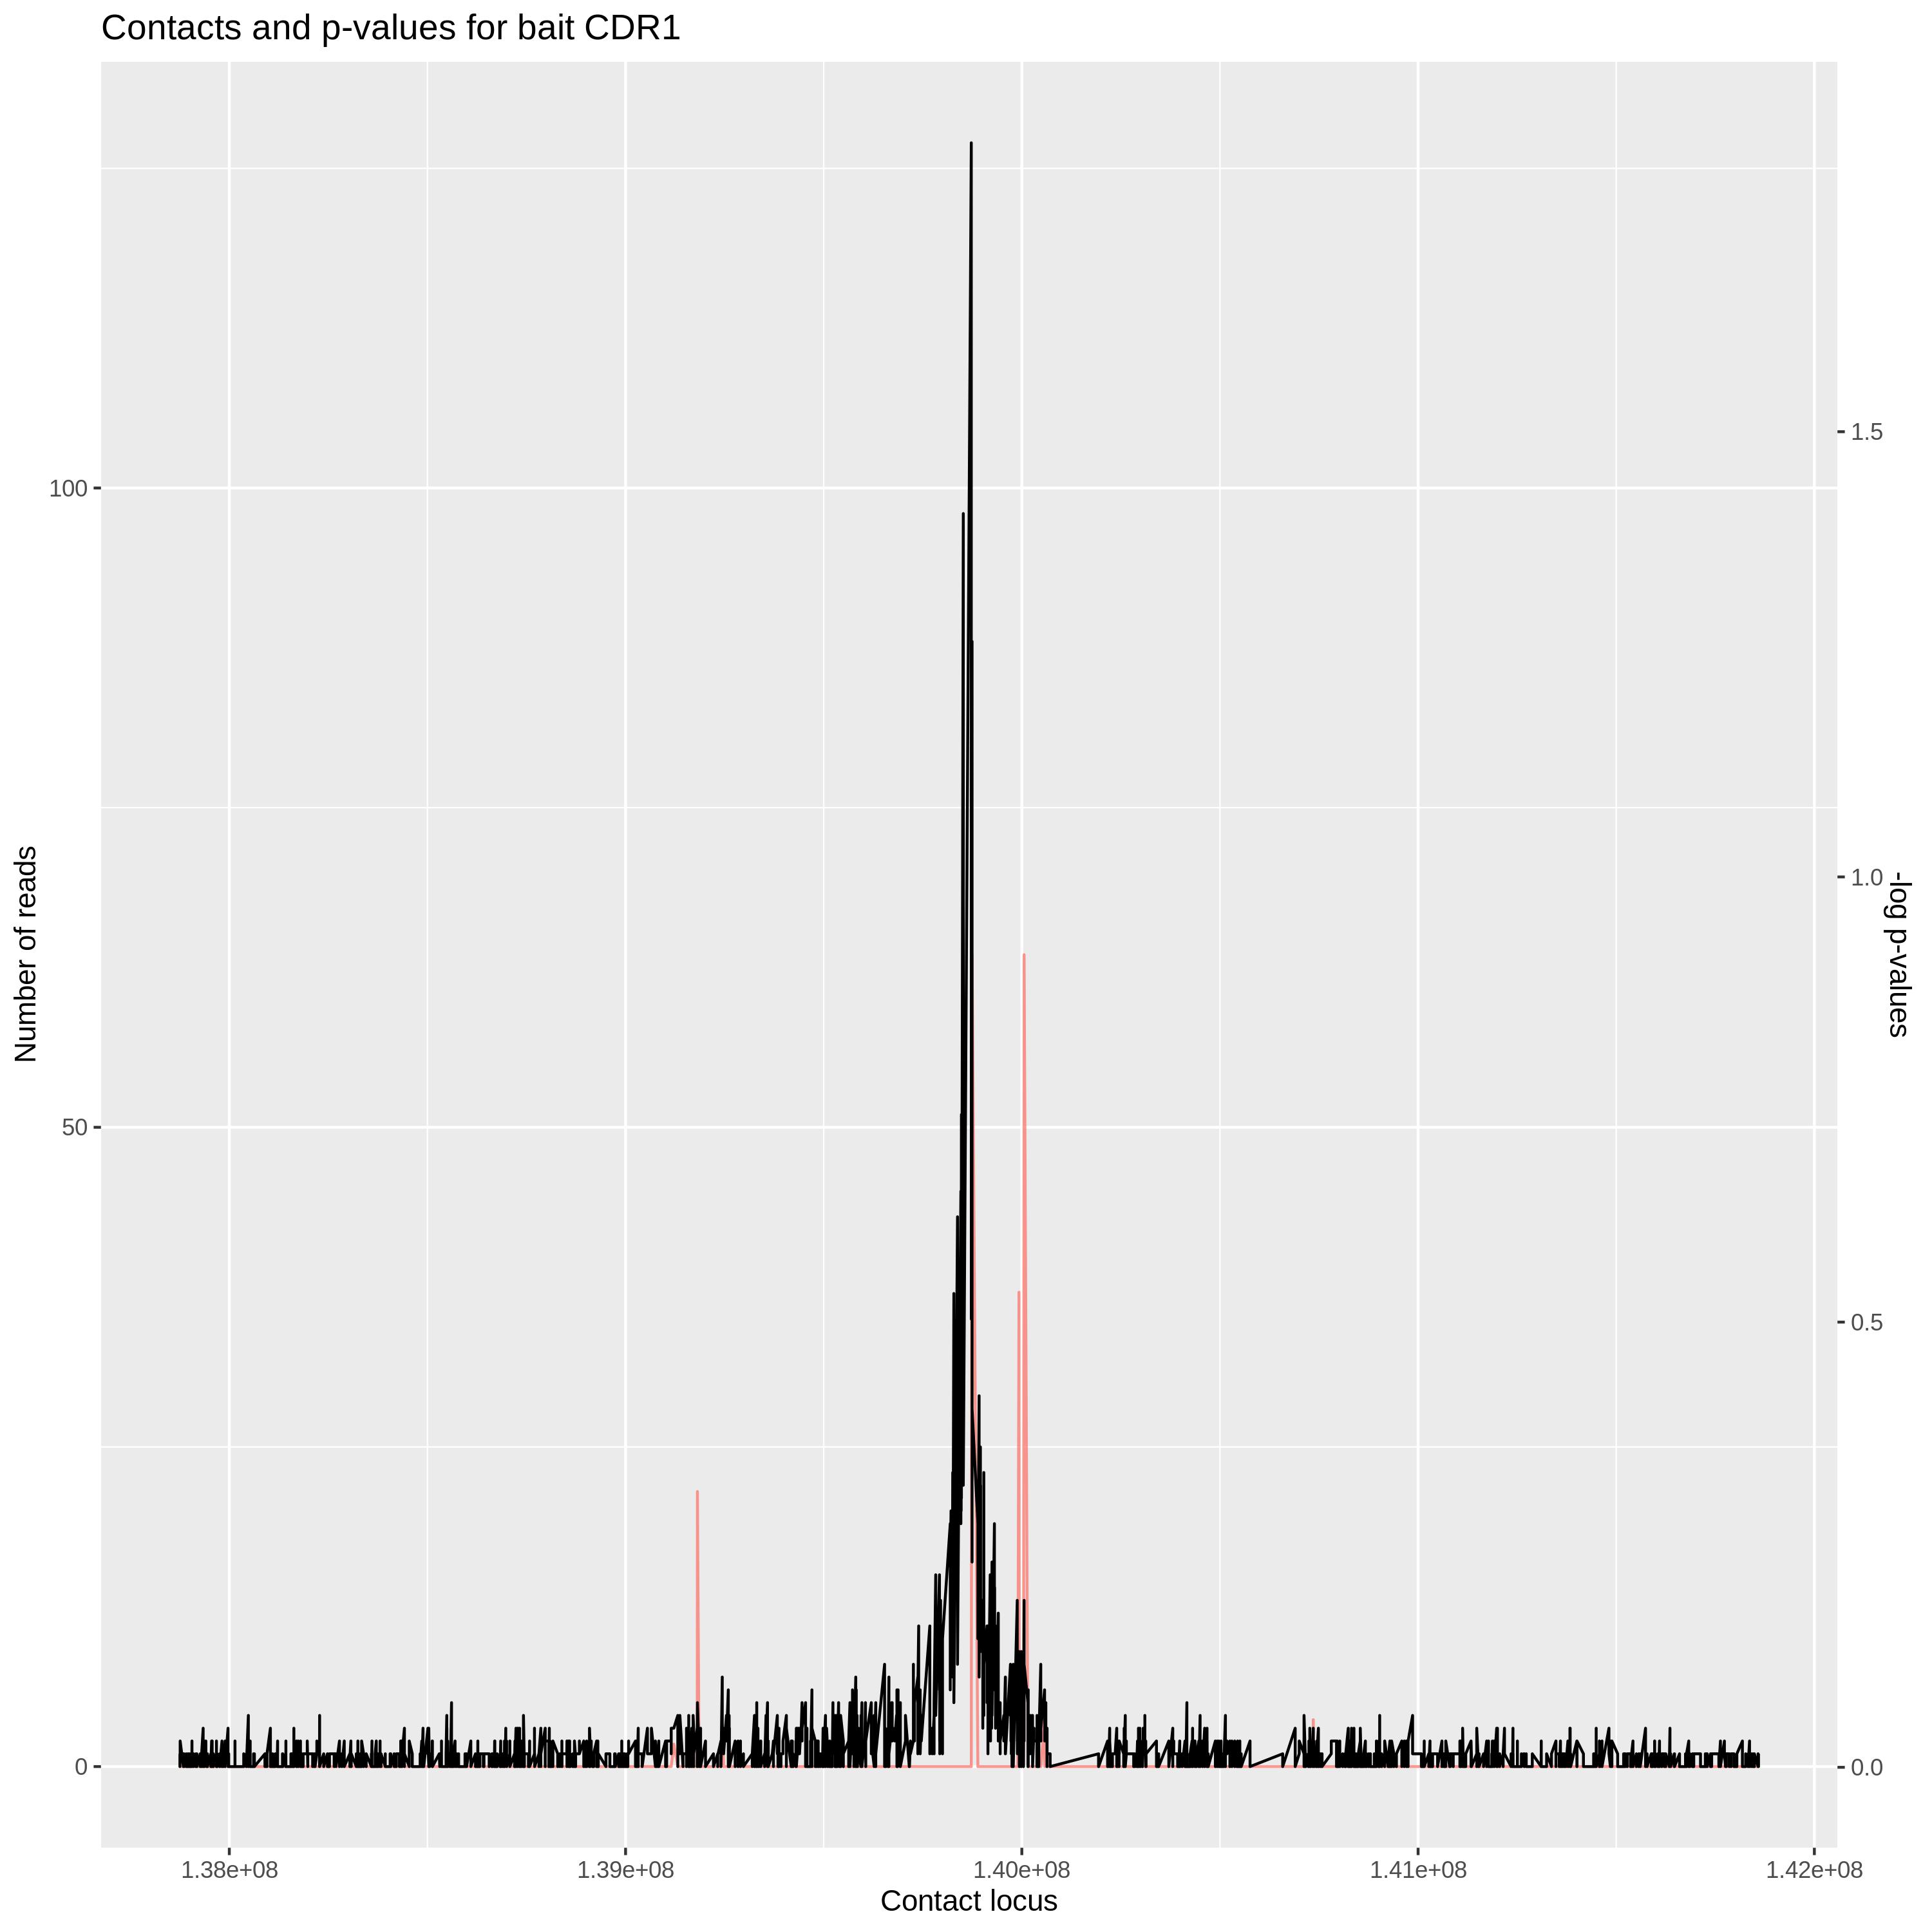 Contacts and p-values for bait CDR1
Number of reads
100
50
0
1.5
1.0
0.5
0.0
-log p-values
1.38e+08 1.39e+08 1.40e+08 1.41e+08 1.42e+08
Contact locus